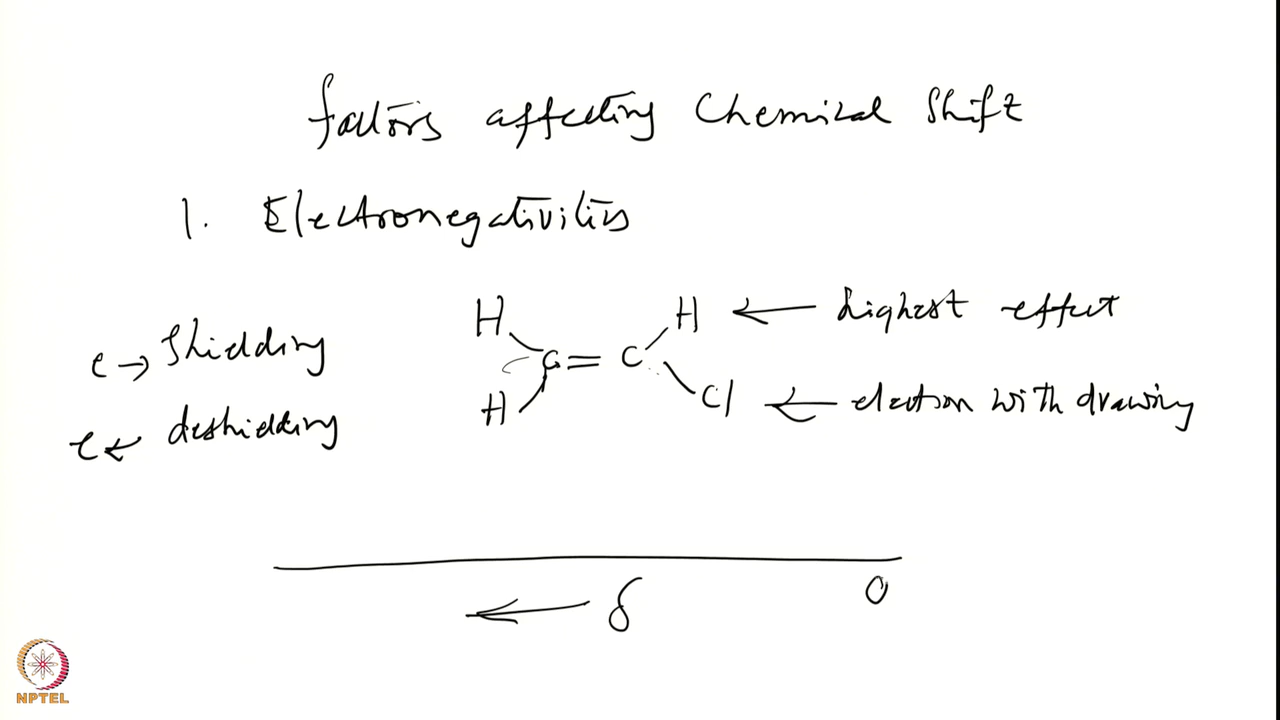 factors affecting Chemical Shift
1. Electronegativities
H H ← highest effect
e → Shielding
C = C
H Cl ← electron with drawing
e ← deshielding
0
← δ
NPTEL